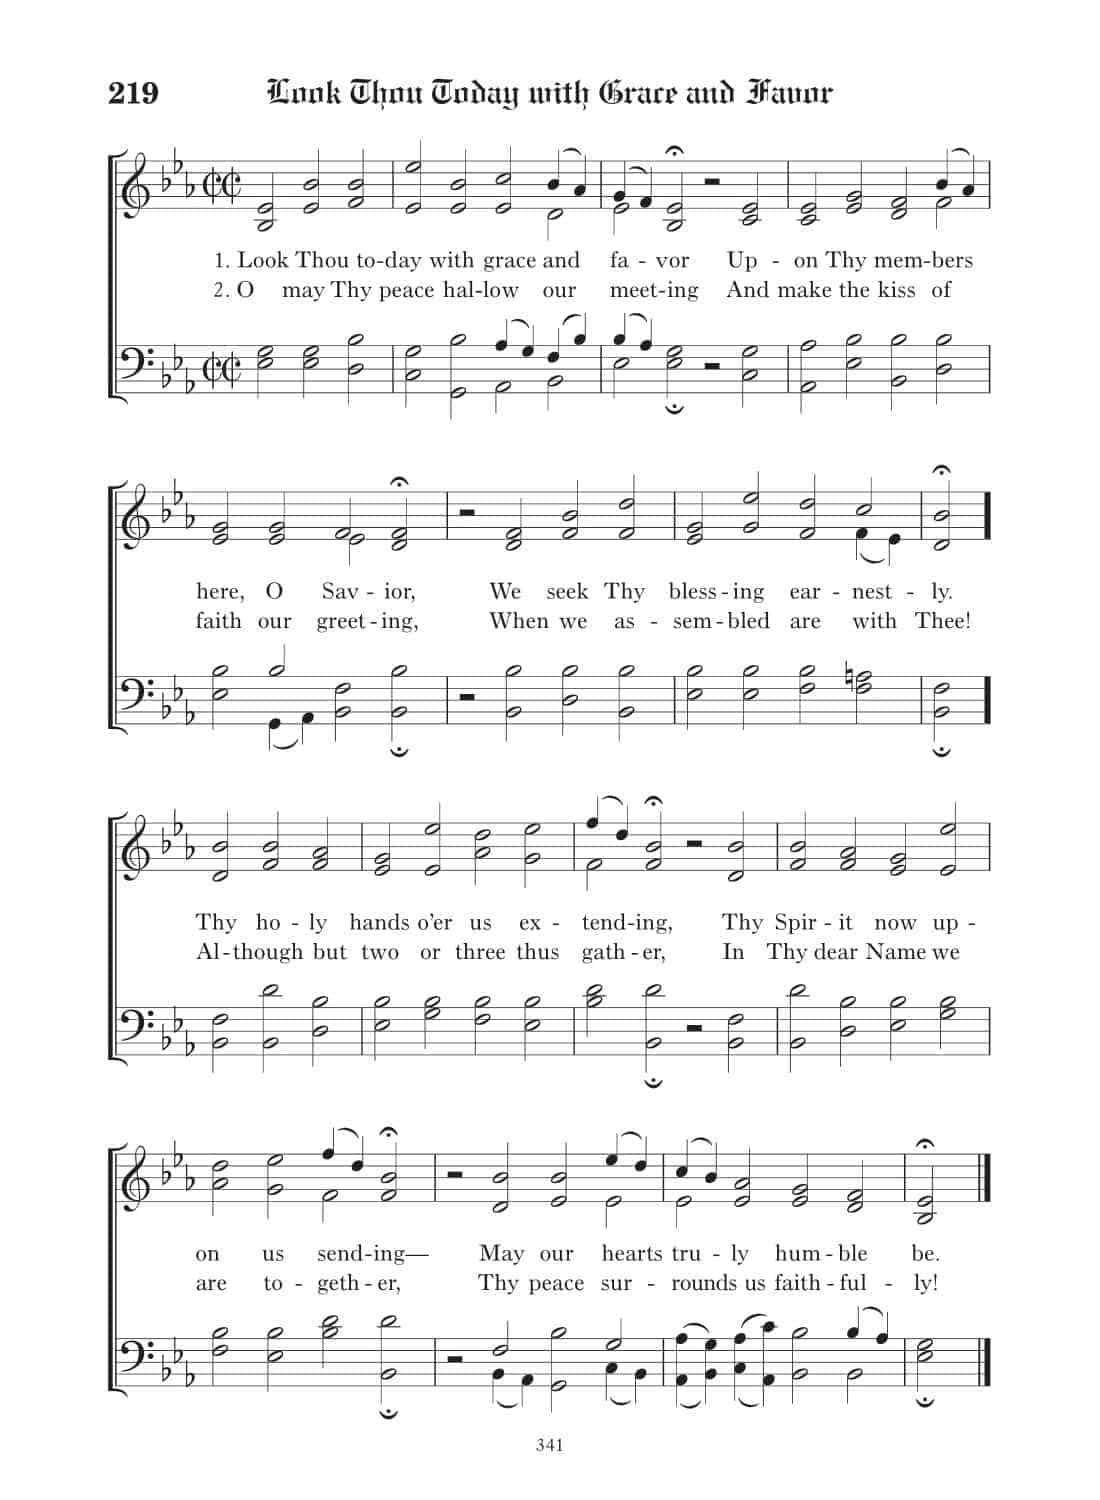 219 Look Thou Today with Grace and Favor
1. Look Thou to-day with grace and fa - vor Up - on Thy mem-bers
2. O may Thy peace hal-low our meet-ing And make the kiss of
here, O Sav - ior, We seek Thy bless - ing ear - nest - ly.
faith our greet - ing, When we as - sem - bled are with Thee!
Thy ho - ly hands o'er us ex - tend-ing, Thy Spir - it now up -
Al - though but two or three thus gath - er, In Thy dear Name we
on us send-ing— May our hearts tru - ly hum - ble be.
are to - geth - er, Thy peace sur - rounds us faith - ful - ly!
341